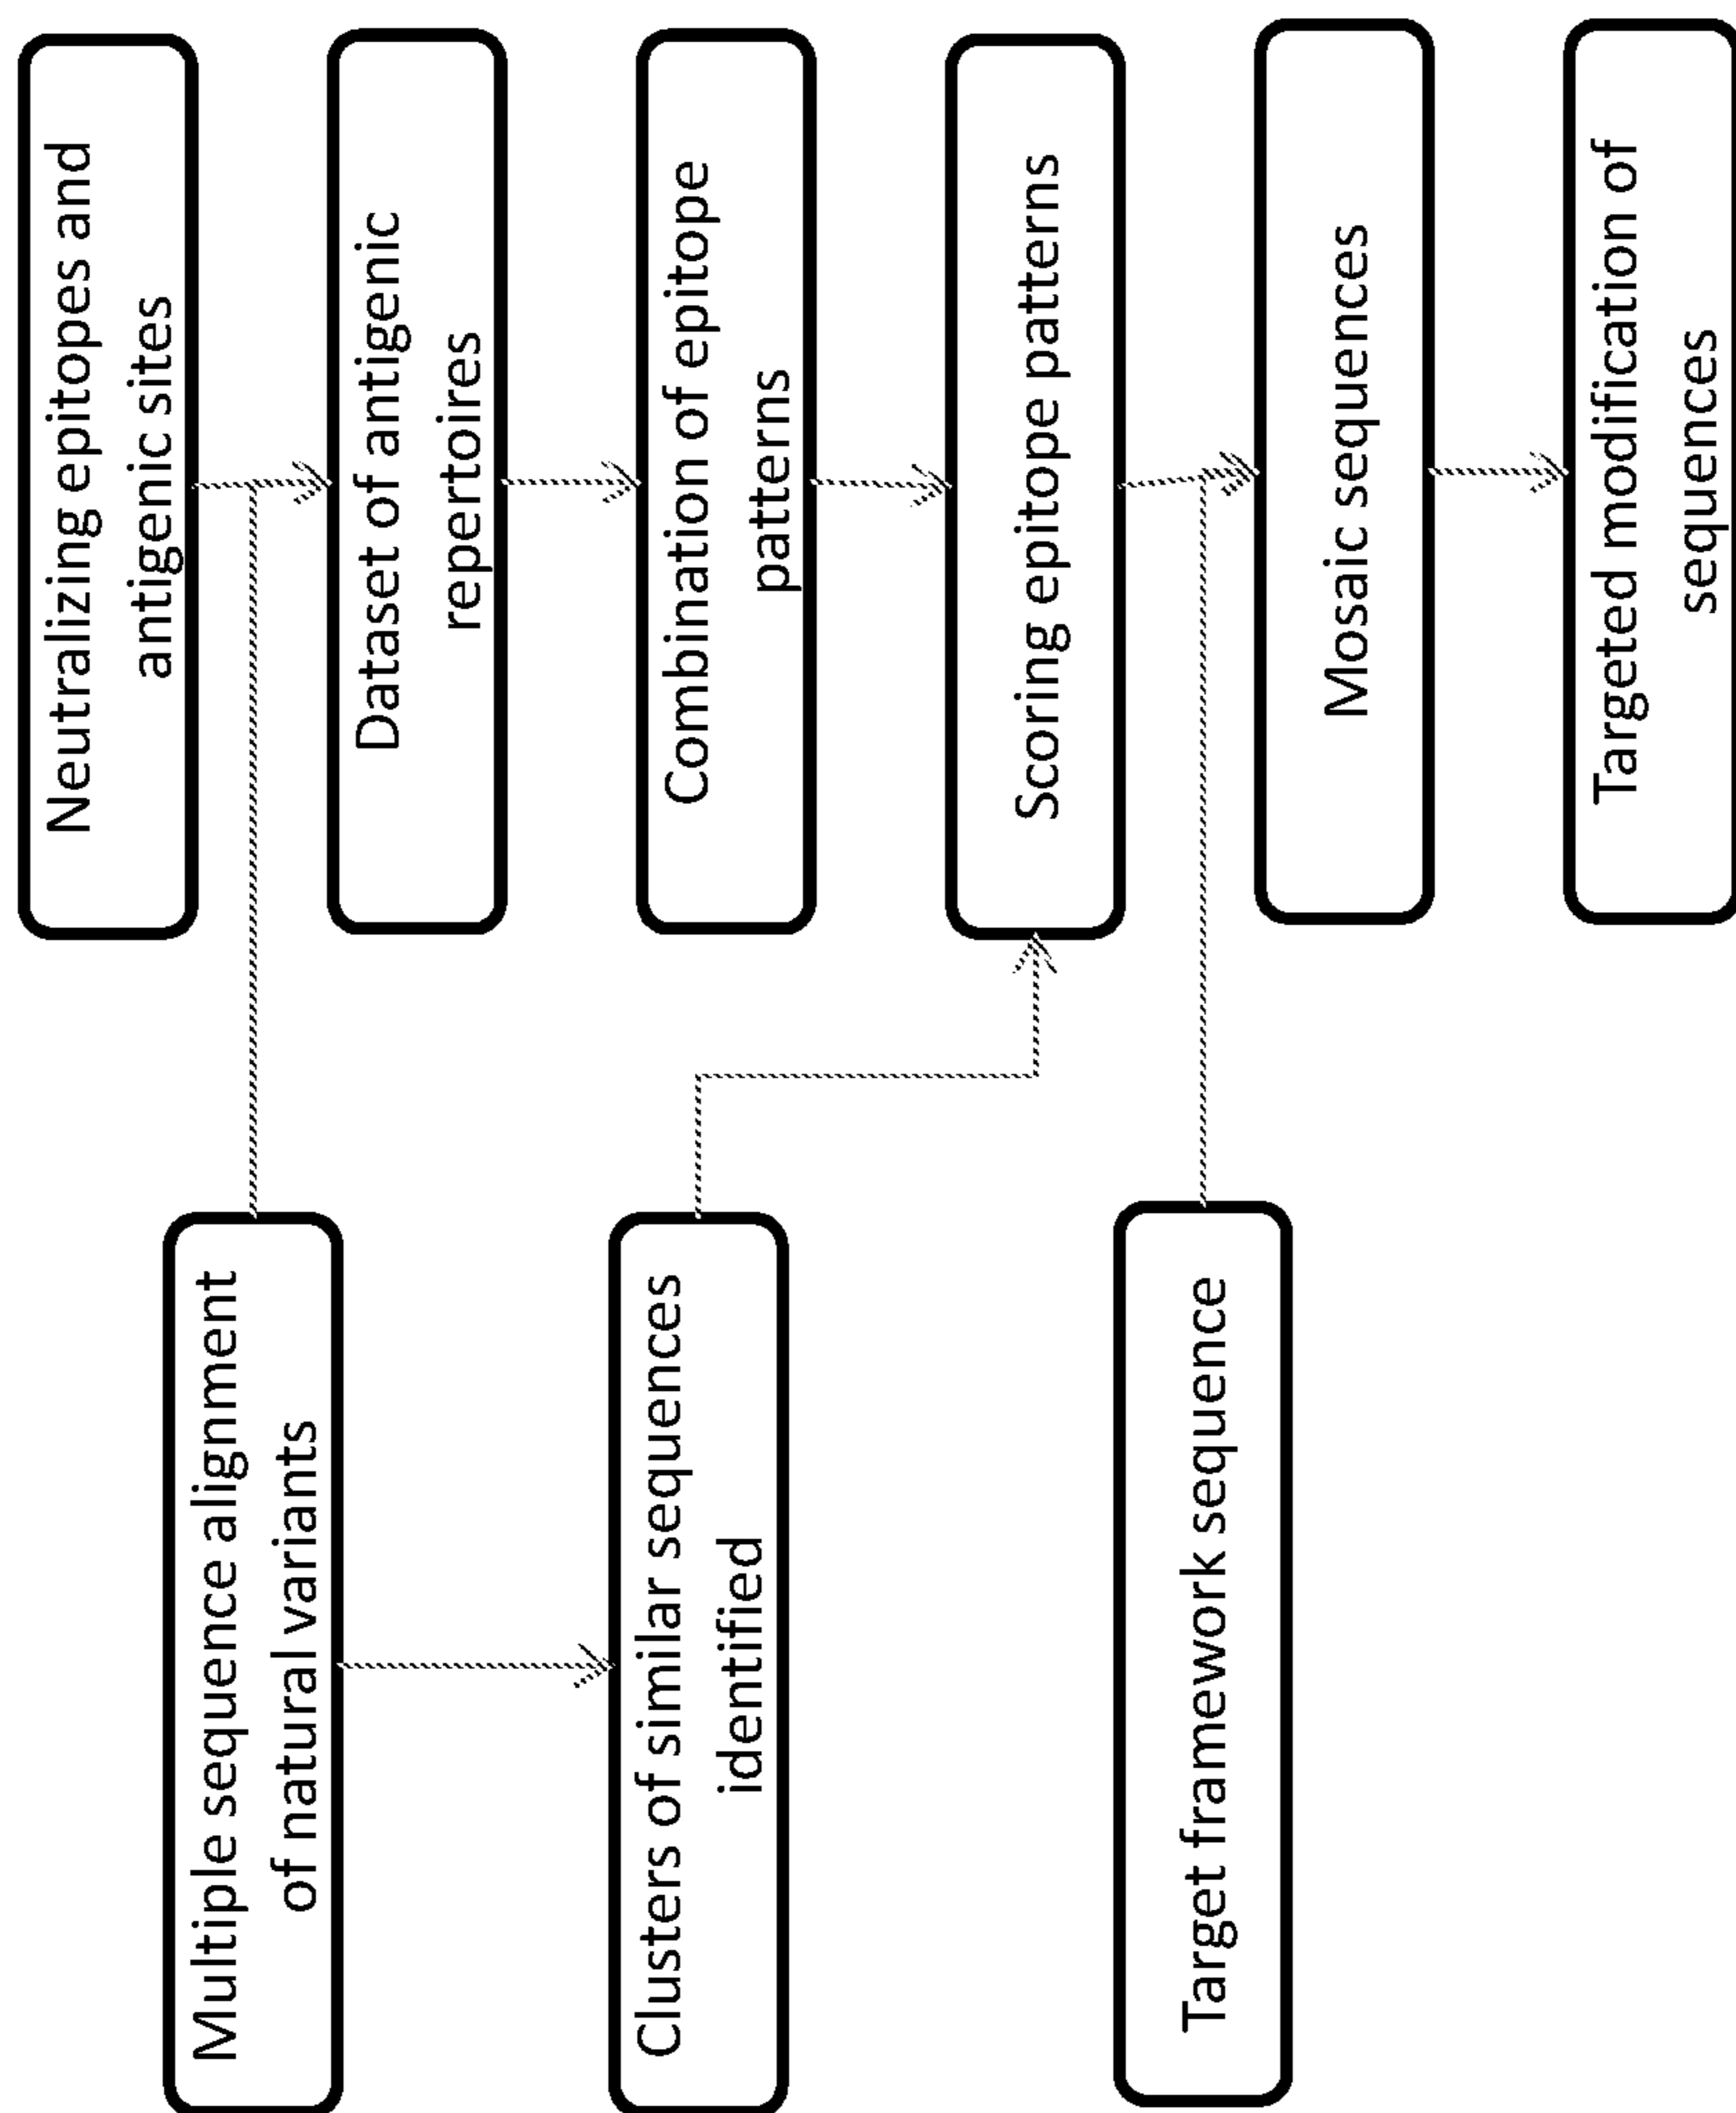 Multiple sequence alignment
of natural variants
Clusters of similar sequences
identified
Target framework sequence
Neutralizing epitopes and
antigenic sites
Dataset of antigenic
repertoires
Combination of epitope
patterns
Scoring epitope patterns
Mosaic sequences
Targeted modification of
sequences